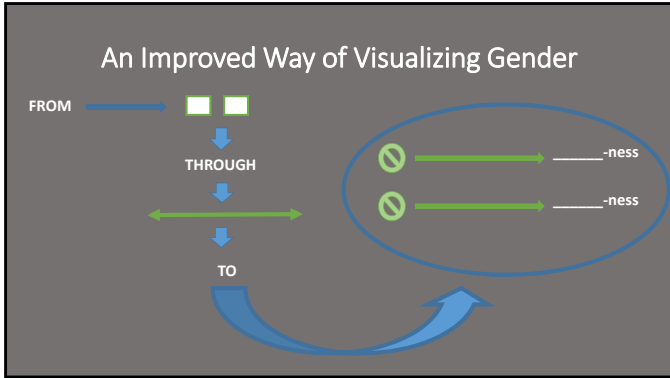 An Improved Way of Visualizing Gender
FROM
THROUGH
TO
______-ness
______-ness